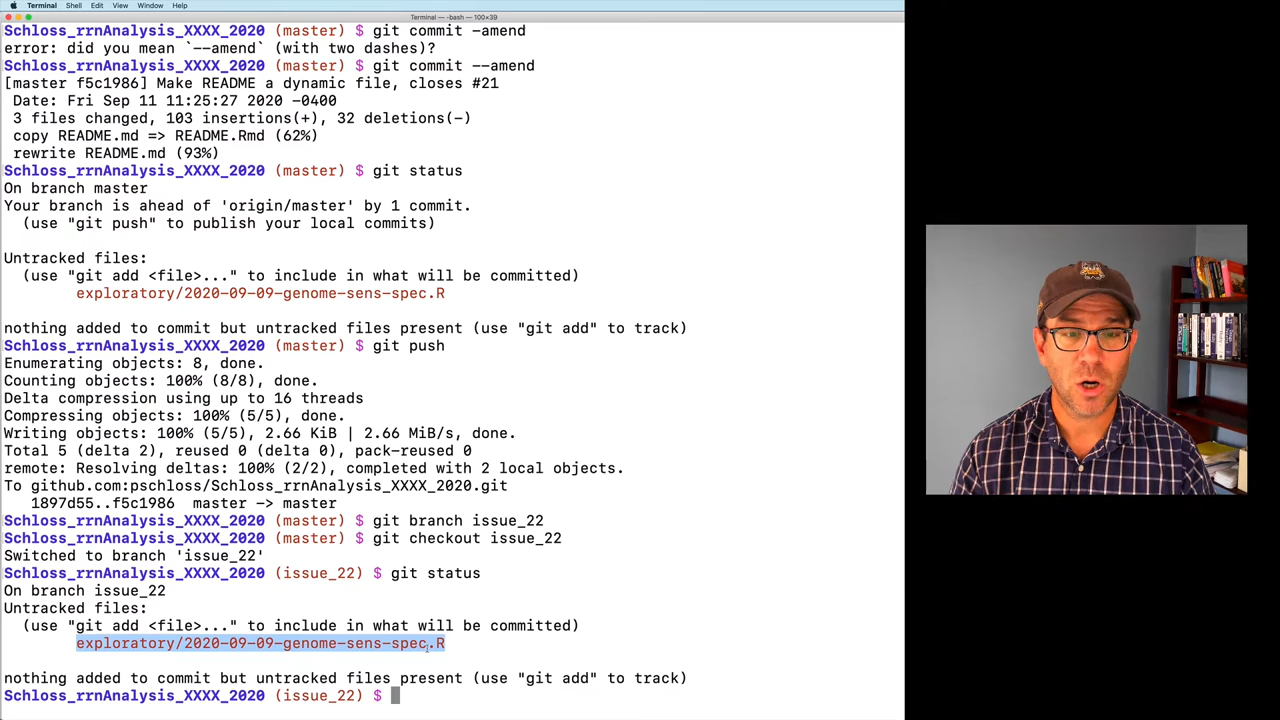 Terminal Shell Edit View Window Help
Terminal — -bash — 100×39
Schloss_rrnAnalysis_XXXX_2020 (master) $ git commit -amend
error: did you mean `--amend` (with two dashes)?
Schloss_rrnAnalysis_XXXX_2020 (master) $ git commit --amend
[master f5c1986] Make README a dynamic file, closes #21
Date: Fri Sep 11 11:25:27 2020 -0400
3 files changed, 103 insertions(+), 32 deletions(-)
copy README.md => README.Rmd (62%)
rewrite README.md (93%)
Schloss_rrnAnalysis_XXXX_2020 (master) $ git status
On branch master
Your branch is ahead of 'origin/master' by 1 commit.
(use "git push" to publish your local commits)
Untracked files:
(use "git add <file>..." to include in what will be committed)
exploratory/2020-09-09-genome-sens-spec.R
nothing added to commit but untracked files present (use "git add" to track)
Schloss_rrnAnalysis_XXXX_2020 (master) $ git push
Enumerating objects: 8, done.
Counting objects: 100% (8/8), done.
Delta compression using up to 16 threads
Compressing objects: 100% (5/5), done.
Writing objects: 100% (5/5), 2.66 KiB | 2.66 MiB/s, done.
Total 5 (delta 2), reused 0 (delta 0), pack-reused 0
remote: Resolving deltas: 100% (2/2), completed with 2 local objects.
To github.com:pschloss/Schloss_rrnAnalysis_XXXX_2020.git
1897d55..f5c1986 master -> master
Schloss_rrnAnalysis_XXXX_2020 (master) $ git branch issue_22
Schloss_rrnAnalysis_XXXX_2020 (master) $ git checkout issue_22
Switched to branch 'issue_22'
Schloss_rrnAnalysis_XXXX_2020 (issue_22) $ git status
On branch issue_22
Untracked files:
(use "git add <file>..." to include in what will be committed)
exploratory/2020-09-09-genome-sens-spec.R
nothing added to commit but untracked files present (use "git add" to track)
Schloss_rrnAnalysis_XXXX_2020 (issue_22) $